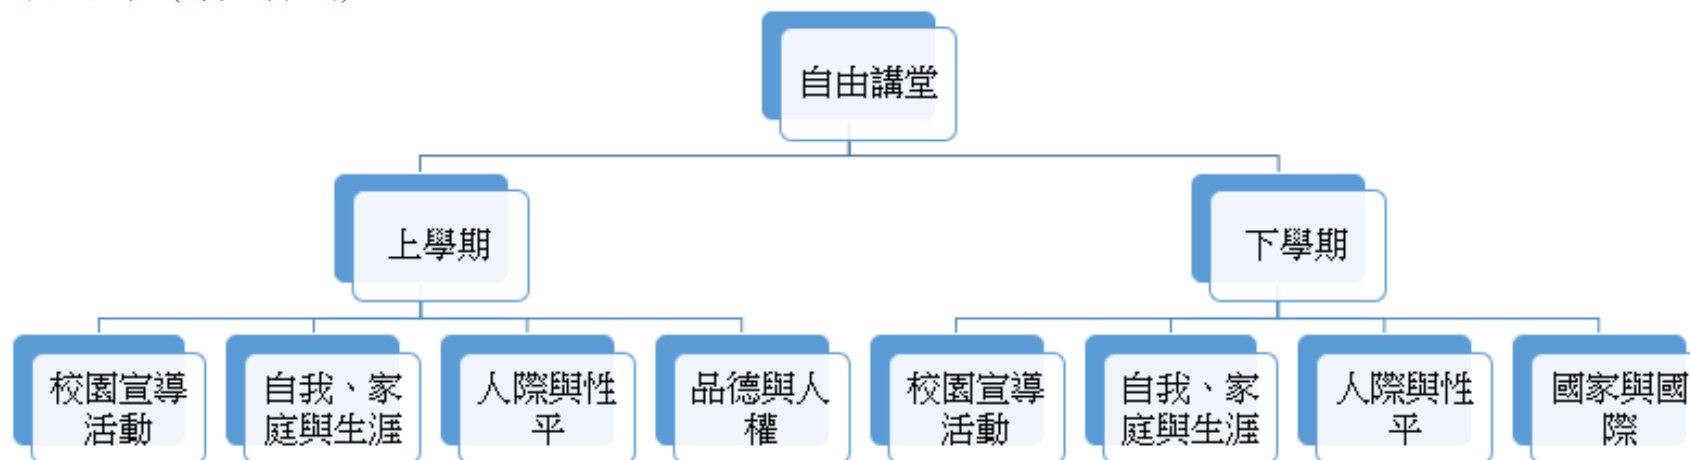 自由講堂
上學期
下學期
校園宣導
活動
自我、家
庭與生涯
人際與性
平
品德與人
權
校園宣導
活動
自我、家
庭與生涯
人際與性
平
國家與國
際